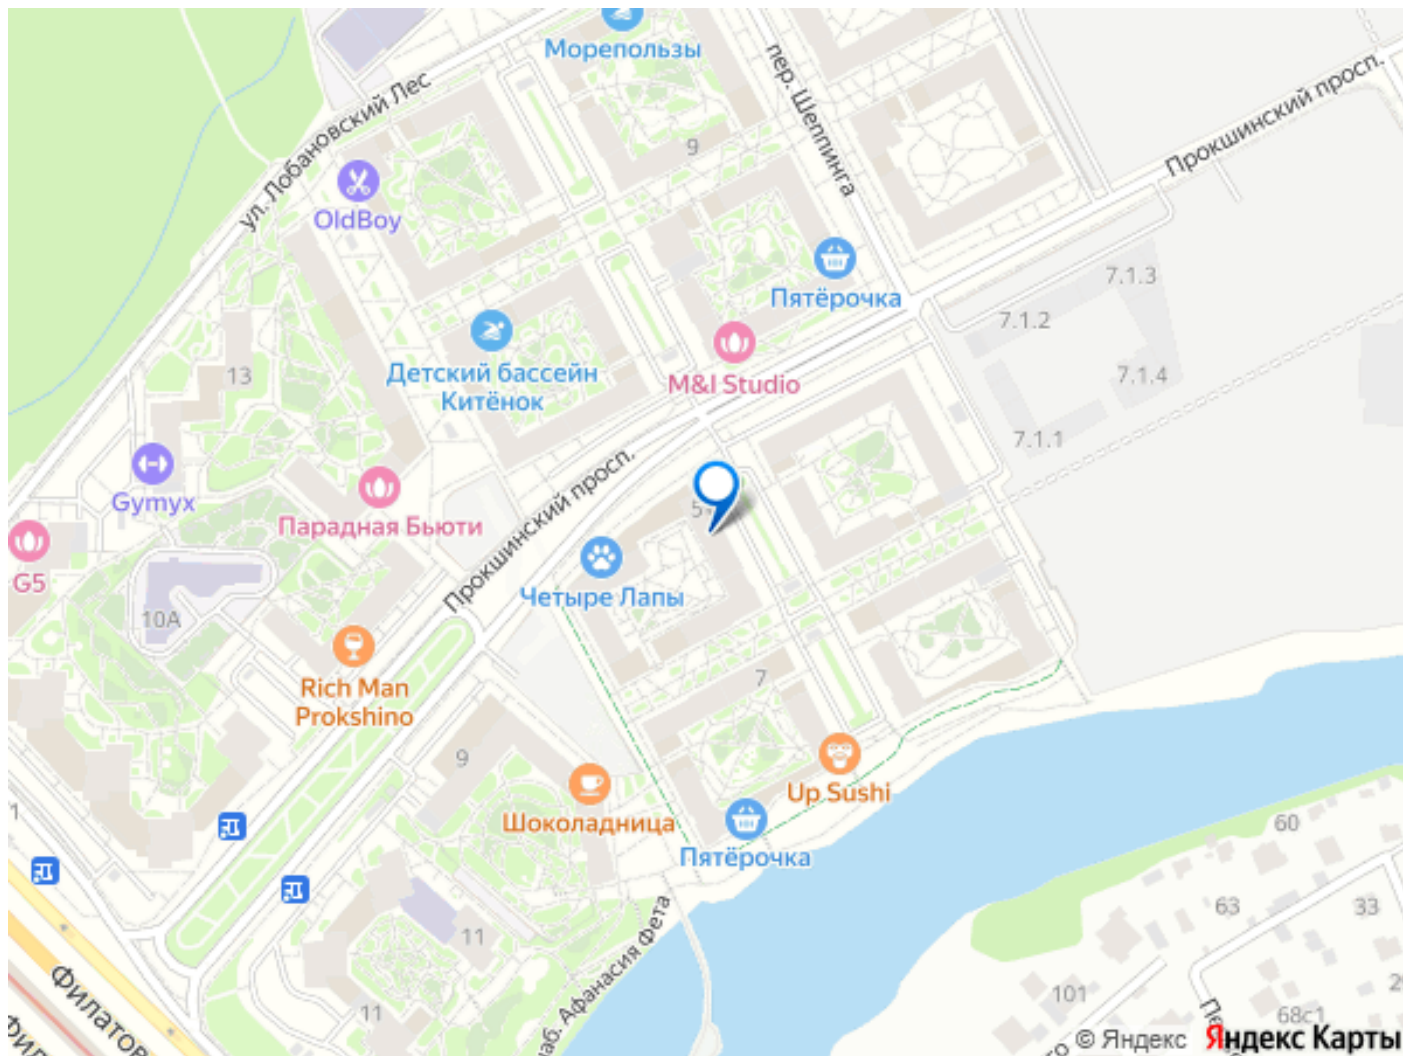 Морепользы
пер. Шеппинга
Прокшинский просп.
ул. Лобановский Лес
9
OldBoy
Пятёрочка
7.1.3
7.1.2
7.1.4
7.1.1
M&I Studio
Детский бассейн
Китёнок
13
Gymyx
Парадная Бьюти
Прокшинский просп.
G5
Четыре Лапы
10А
Rich Man
Prokshino
7
9
Up Sushi
Шоколадница
Пятёрочка
1
60
63
33
11
11
наб. Афанасия Фета
101
68с1
© Яндекс
Яндекс Карты